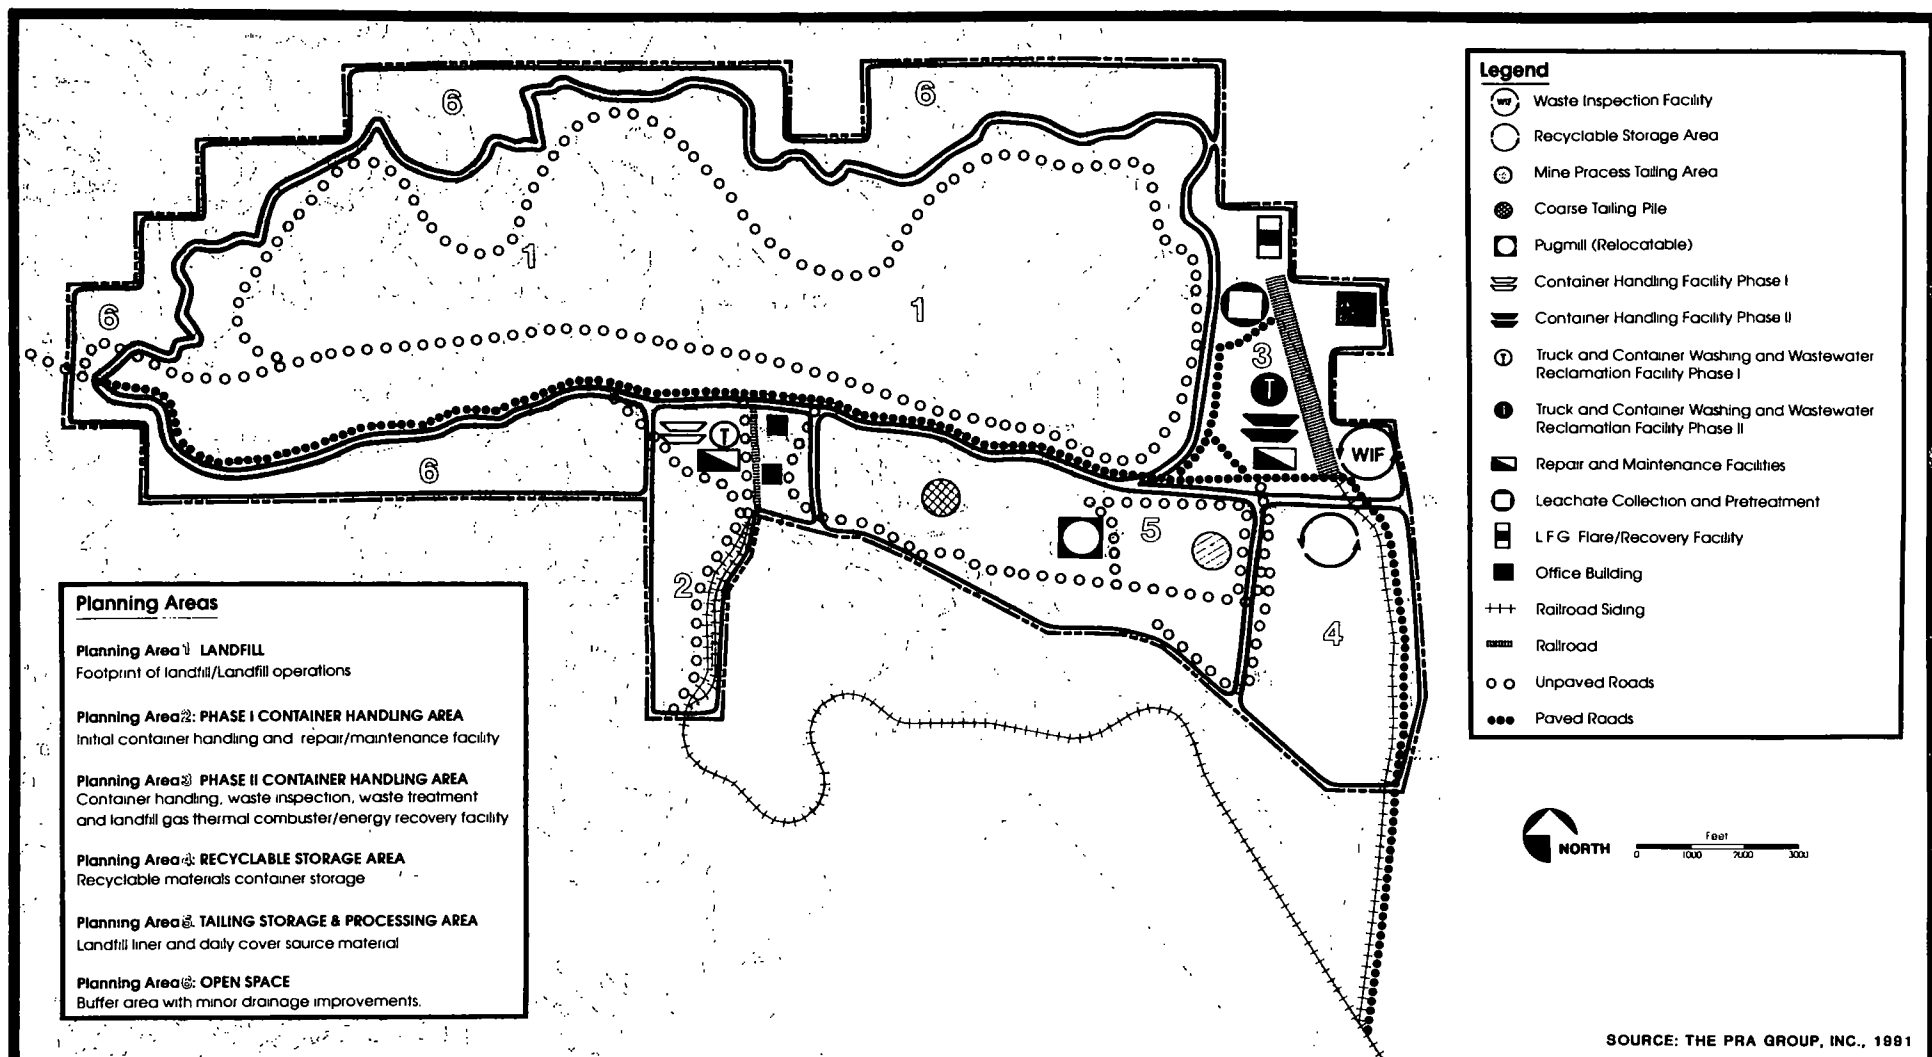 6
6
1
1
6
6
2
3
4
5
T
T
WIF
Legend
WIF
Waste Inspection Facility
Recyclable Storage Area
Mine Pracess Tailing Area
Coarse Tailing Pile
Pugmill (Relocatable)
Container Handling Facility Phase I
Container Handling Facility Phase II
T
Truck and Container Washing and Wastewater
Reclamation Facility Phase I
T
Truck and Container Washing and Wastewater
Reclamatian Facility Phase II
Repair and Maintenance Facilities
Leachate Collection and Pretreatment
L F G Flare/Recovery Facility
Office Building
Railroad Siding
Railroad
Unpaved Roads
Paved Raads
Planning Areas
Planning Area 1 LANDFILL
Footprint of landfill/Landfill operations
Planning Area 2: PHASE I CONTAINER HANDLING AREA
Initial container handling and repair/maintenance facility
Planning Area 3 PHASE II CONTAINER HANDLING AREA
Container handling, waste inspection, waste treatment
and landfill gas thermal combuster/energy recovery facility
Planning Area 4: RECYCLABLE STORAGE AREA
Recyclable materials container storage
Planning Area 5. TAILING STORAGE & PROCESSING AREA
Landfill liner and daily cover saurce material
Planning Area 6: OPEN SPACE
Buffer area with minor drainage improvements.
NORTH
Feet
0 1000 2000 3000
SOURCE: THE PRA GROUP, INC., 1991